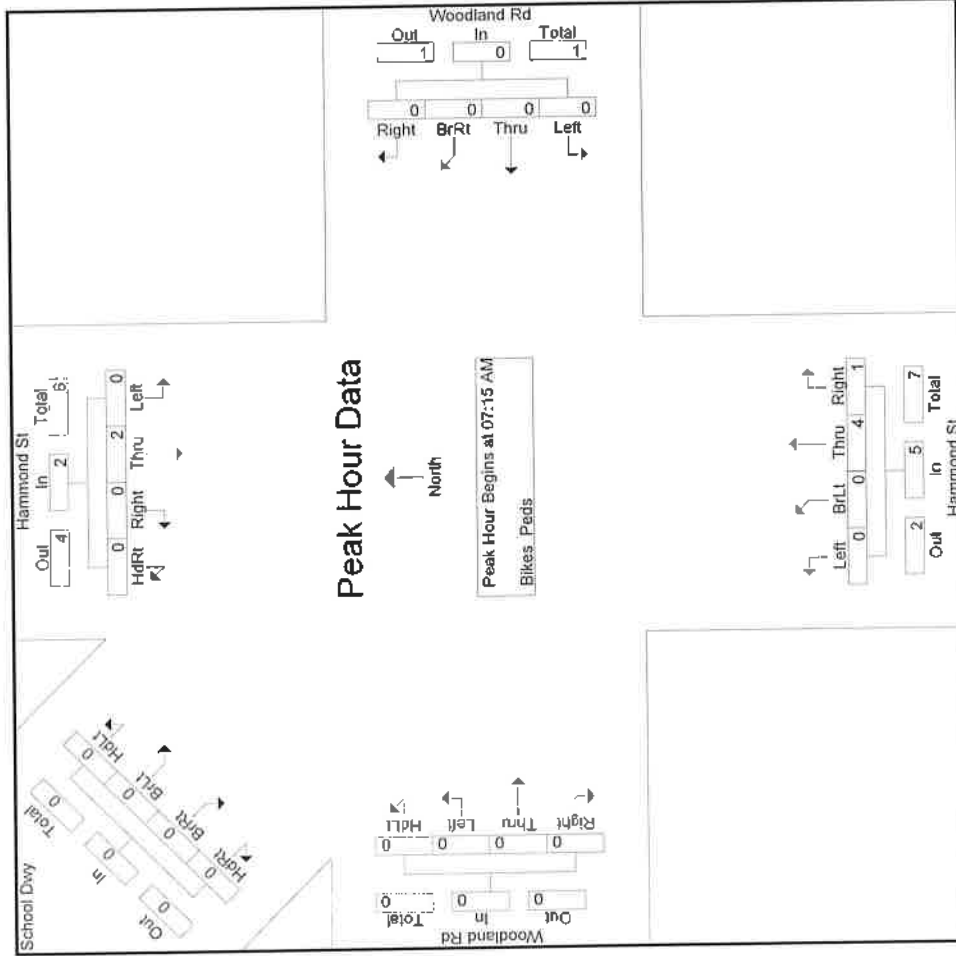 Woodland Rd
Out In Total
1 0 1
0 0 0 0
Right BrRt Thru Left
Hammond St
Out In Total
4 2 6
0 0 2 0
HdRt Right Thru Left
Peak Hour Data
North
Peak Hour Begins at 07:15 AM
Bikes Peds
Left BrLt Thru Right
0 0 4 1
2 5 7
Out In Total
Hammond St
School Dwy
Total In Out
0 0 0
0 0 0 0
HdLt BrLt BrRt HdRt
HdLt Left Thru Right
0 0 0 0
0 0 0
Total In Out
Woodland Rd